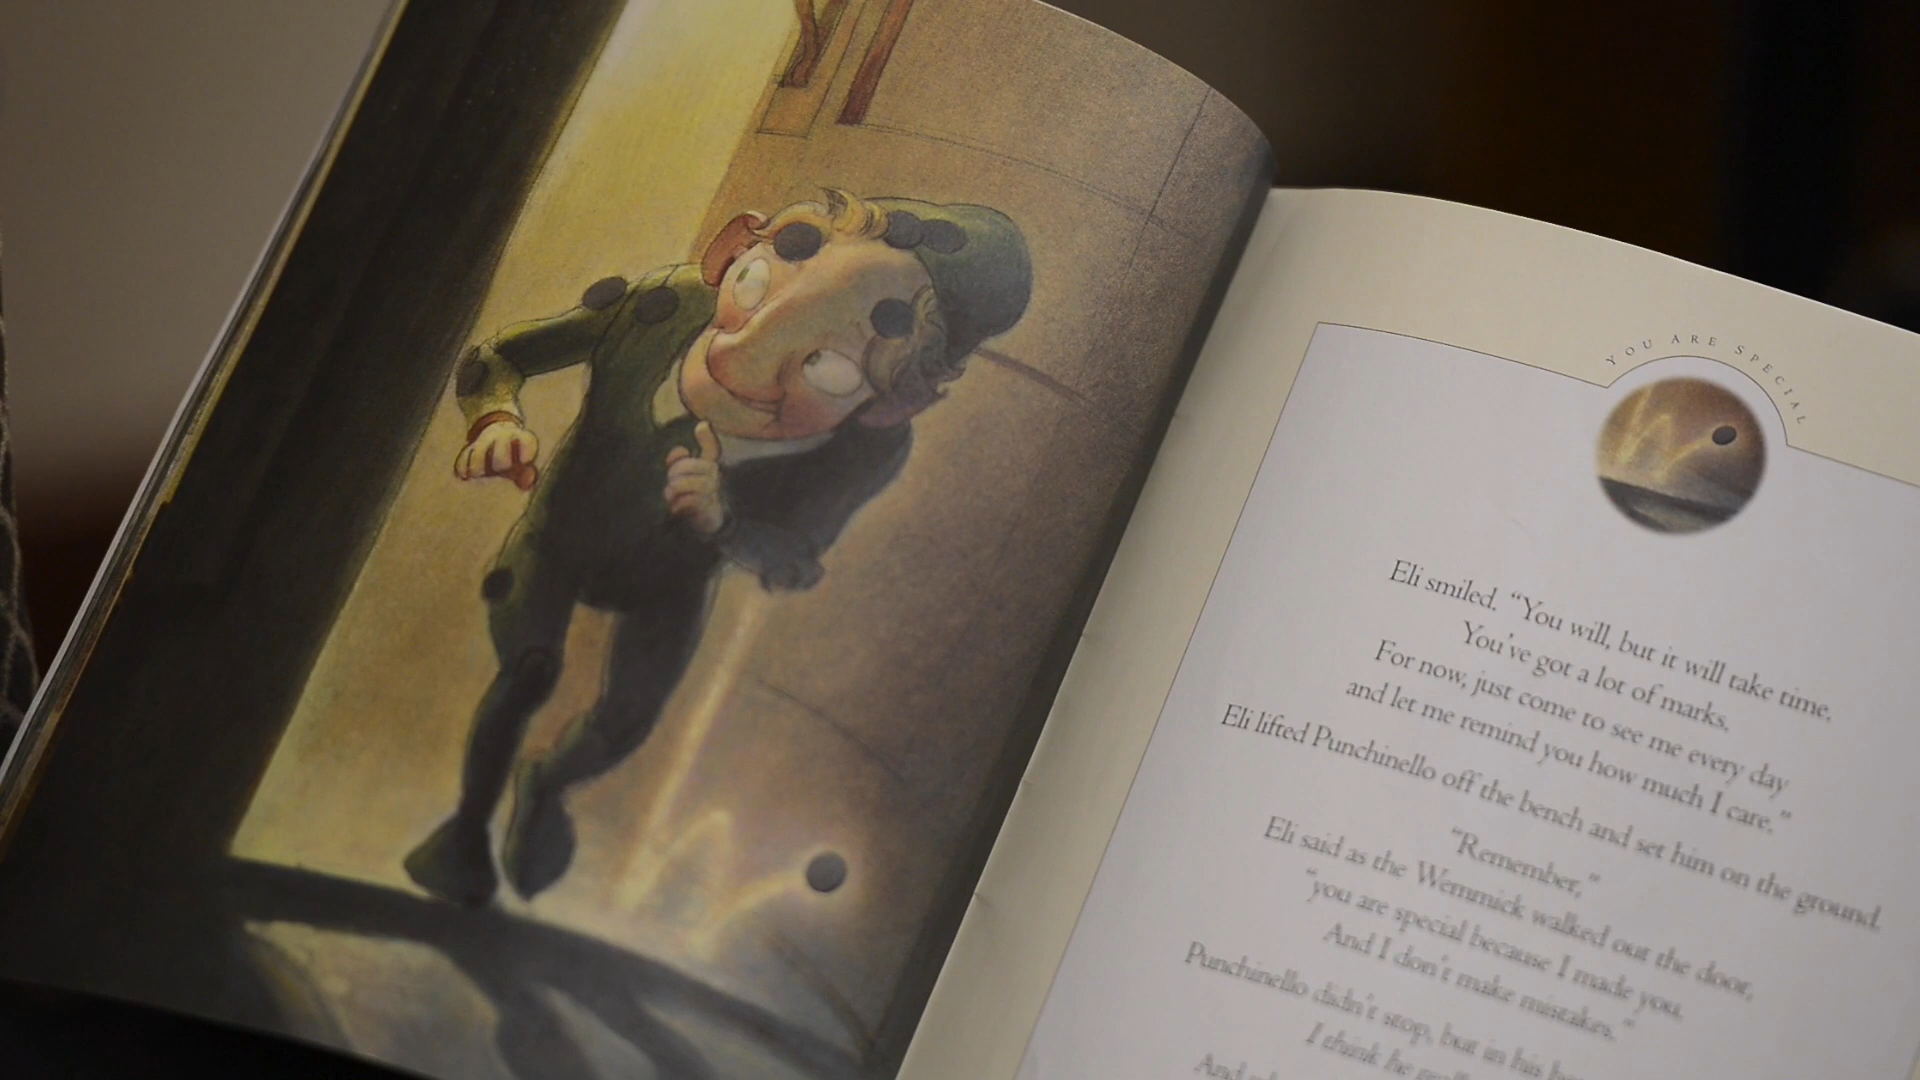 YOU ARE SPECIAL
Eli smiled. “You will, but it will take time.
You've got a lot of marks.
For now, just come to see me every day
and let me remind you how much I care.”
Eli lifted Punchinello off the bench and set him on the ground.
“Remember,”
Eli said as the Wemmick walked out the door,
“you are special because I made you.
And I don't make mistakes.”
Punchinello didn't stop, but in his
I think he
And